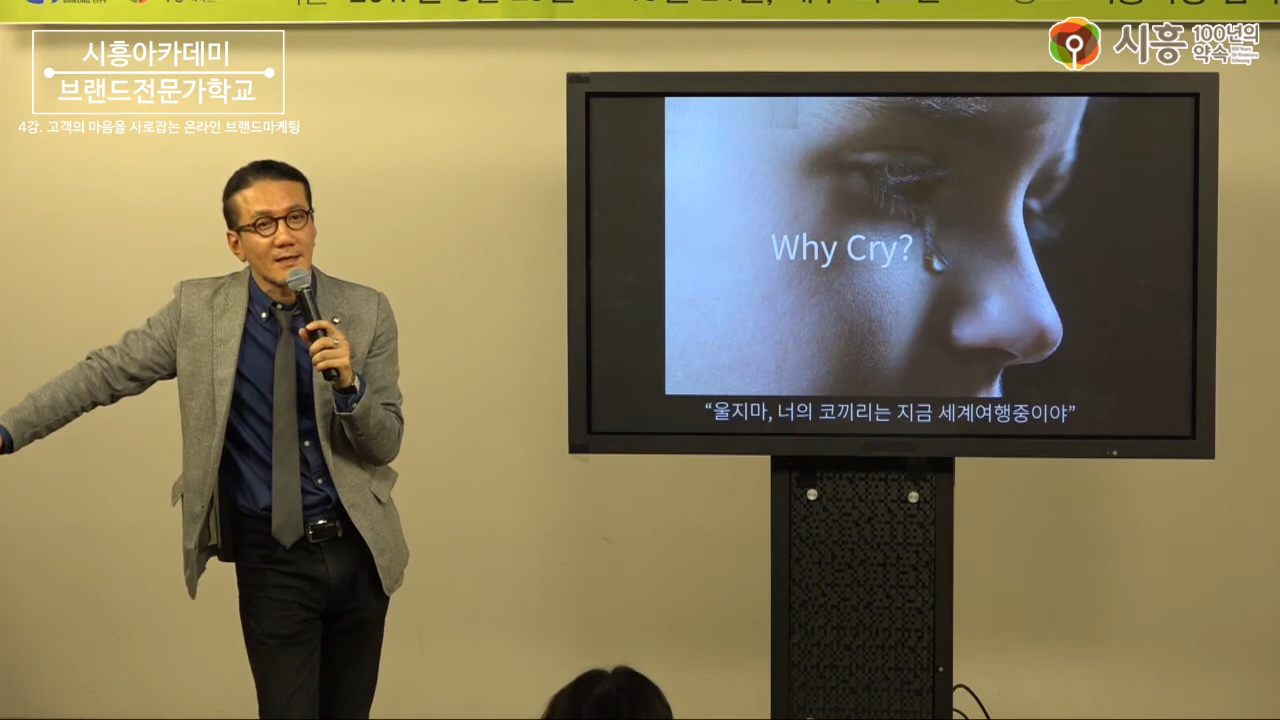 SIHEUNG CITY
시흥아카데미
브랜드전문가학교
4강. 고객의 마음을 사로잡는 온라인 브랜드마케팅
시흥 100년의
약속
Why Cry?
“울지마, 너의 코끼리는 지금 세계여행중이야”